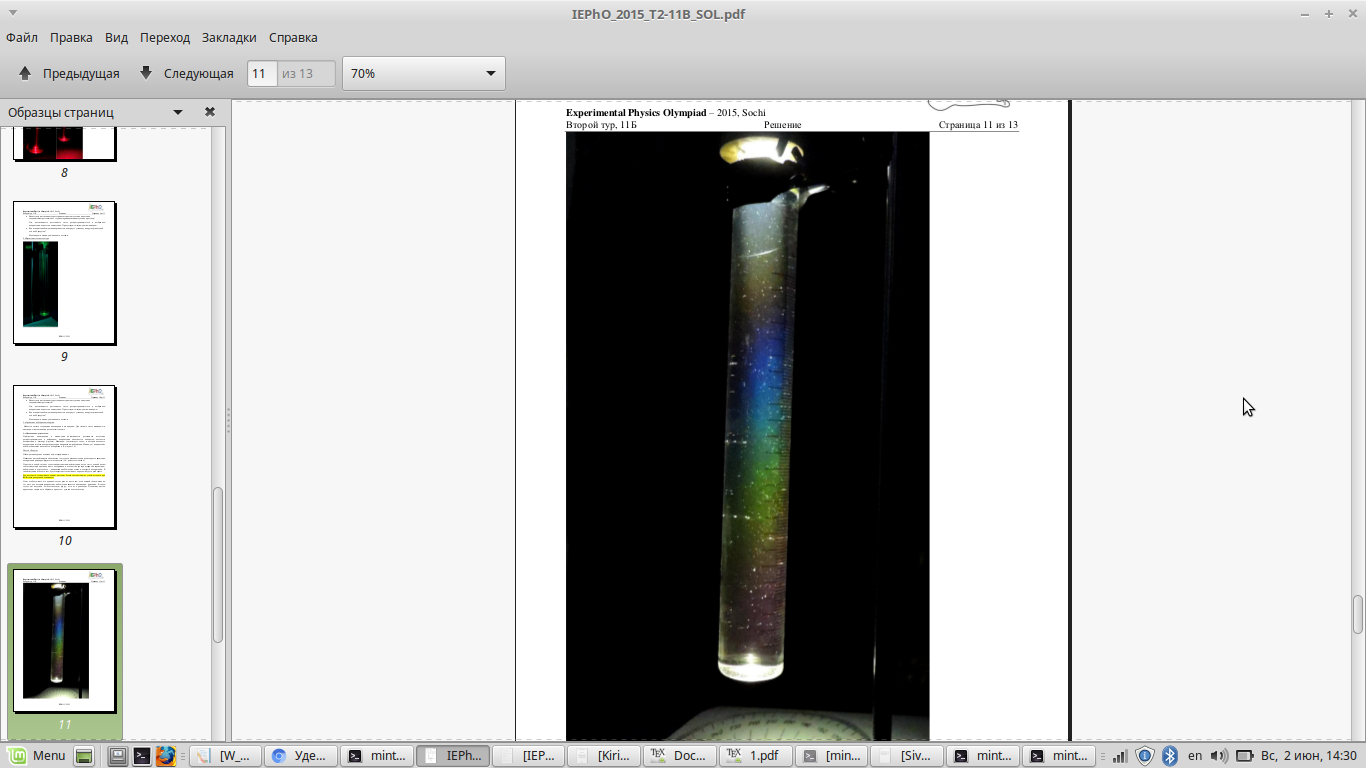 IEPhO_2015_T2-11B_SOL.pdf
Файл Правка Вид Переход Закладки Справка
Предыдущая Следующая 11 из 13 70%
Образцы страниц
8
9
10
11
Experimental Physics Olympiad – 2015, Sochi
Второй тур, 11Б Решение Страница 11 из 13
Menu [W_... Уде... mint... IEPh... [IEP... [Kiri... Doc... 1.pdf [min... [Siv... mint... mint... en Вс, 2 июн, 14:30